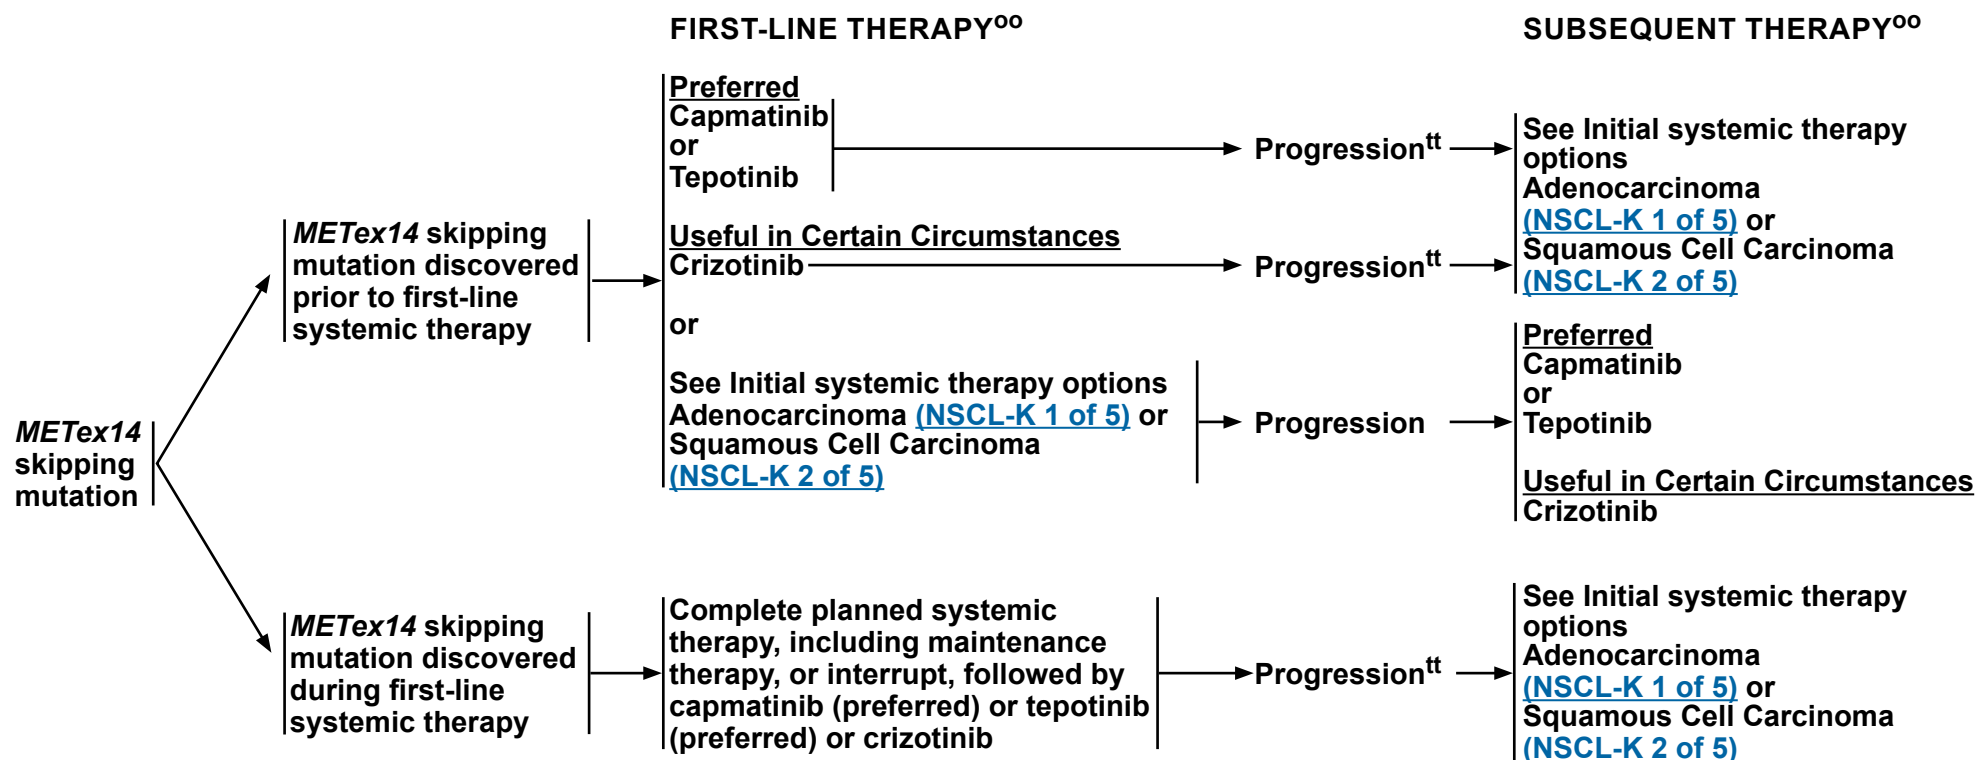 FIRST-LINE THERAPYoo
SUBSEQUENT THERAPYoo
METex14
skipping
mutation
METex14 skipping
mutation discovered
prior to first-line
systemic therapy
Preferred
Capmatinib
or
Tepotinib
Progressiontt
See Initial systemic therapy
options
Adenocarcinoma
(NSCL-K 1 of 5) or
Squamous Cell Carcinoma
(NSCL-K 2 of 5)
Useful in Certain Circumstances
Crizotinib
Progressiontt
or
See Initial systemic therapy options
Adenocarcinoma (NSCL-K 1 of 5) or
Squamous Cell Carcinoma
(NSCL-K 2 of 5)
Progression
Preferred
Capmatinib
or
Tepotinib
Useful in Certain Circumstances
Crizotinib
METex14 skipping
mutation discovered
during first-line
systemic therapy
Complete planned systemic
therapy, including maintenance
therapy, or interrupt, followed by
capmatinib (preferred) or tepotinib
(preferred) or crizotinib
Progressiontt
See Initial systemic therapy
options
Adenocarcinoma
(NSCL-K 1 of 5) or
Squamous Cell Carcinoma
(NSCL-K 2 of 5)